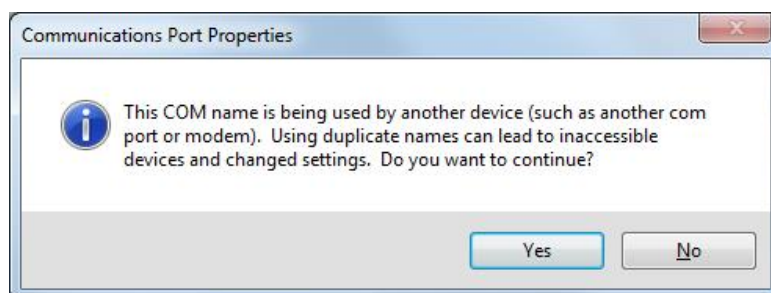 Communications Port Properties
This COM name is being used by another device (such as another com
port or modem). Using duplicate names can lead to inaccessible
devices and changed settings. Do you want to continue?
Yes
No